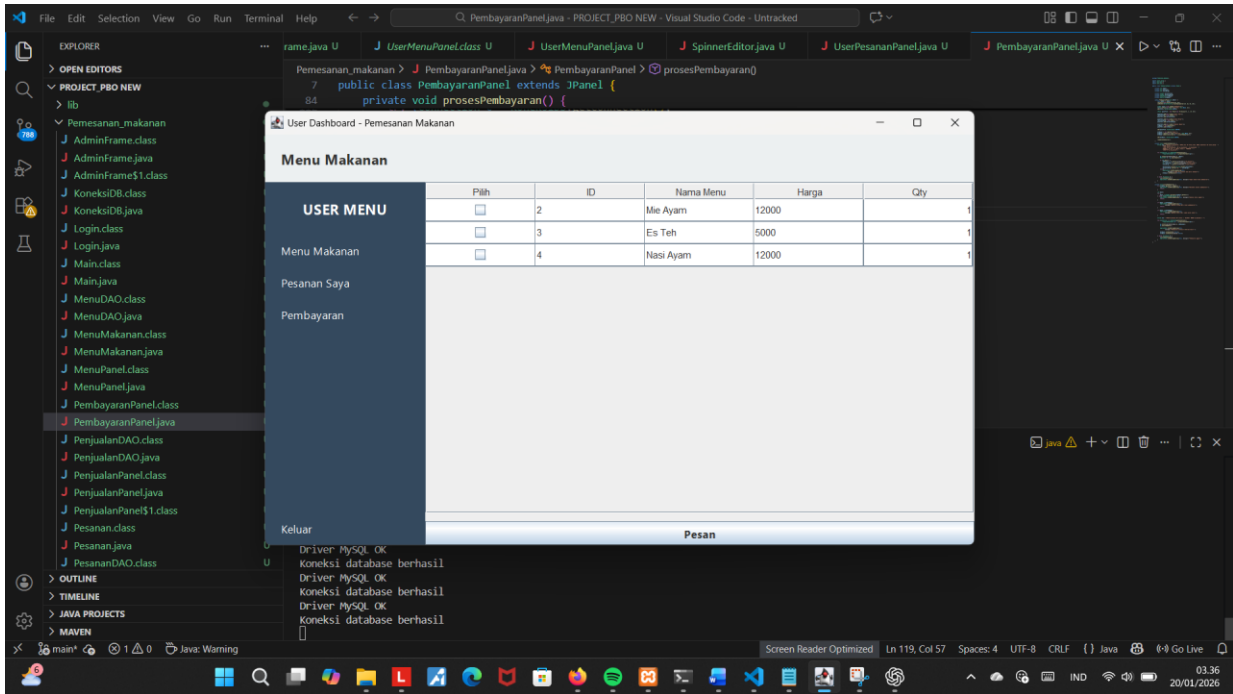 File Edit Selection View Go Run Terminal Help
PembayaranPanel.java - PROJECT_PBO NEW - Visual Studio Code - Untracked
EXPLORER
rame.java U
UserMenuPanel.class U
UserMenuPanel.java U
SpinnerEditor.java U
UserPesananPanel.java U
PembayaranPanel.java U
OPEN EDITORS
PROJECT_PBO NEW
lib
Pemesanan_makanan
AdminFrame.class
AdminFrame.java
AdminFrame$1.class
KoneksiDB.class
KoneksiDB.java
Login.class
Login.java
Main.class
Main.java
MenuDAO.class
MenuDAO.java
MenuMakanan.class
MenuMakanan.java
MenuPanel.class
MenuPanel.java
PembayaranPanel.class
PembayaranPanel.java
PenjualanDAO.class
PenjualanDAO.java
PenjualanPanel.class
PenjualanPanel.java
PenjualanPanel$1.class
Pesanan.class
Pesanan.java
PesananDAO.class U
OUTLINE
TIMELINE
JAVA PROJECTS
MAVEN
788
Pemesanan_makanan > PembayaranPanel.java > PembayaranPanel > prosesPembayaran()
7 public class PembayaranPanel extends JPanel {
84 private void prosesPembayaran() {
User Dashboard - Pemesanan Makanan
Menu Makanan
USER MENU
Menu Makanan
Pesanan Saya
Pembayaran
Keluar
Pilih ID Nama Menu Harga Qty
2 Mie Ayam 12000 1
3 Es Teh 5000 1
4 Nasi Ayam 12000 1
Pesan
java
Driver MySQL OK
Koneksi database berhasil
Driver MySQL OK
Koneksi database berhasil
Driver MySQL OK
Koneksi database berhasil
main* 1 0 Java: Warning
Screen Reader Optimized Ln 119, Col 57 Spaces: 4 UTF-8 CRLF {} Java Go Live
6
IND
03.36
20/01/2026